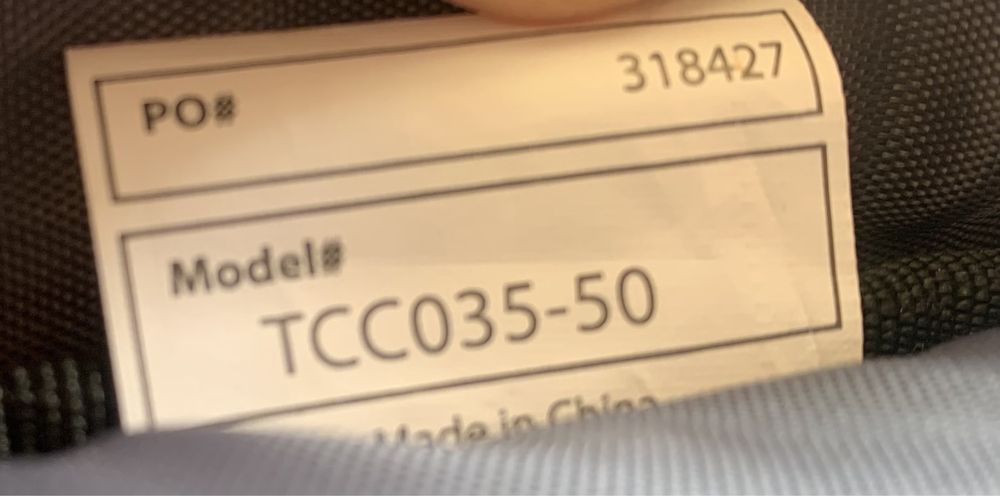 PO#
318427
Model#
TCC035-50
Made in China